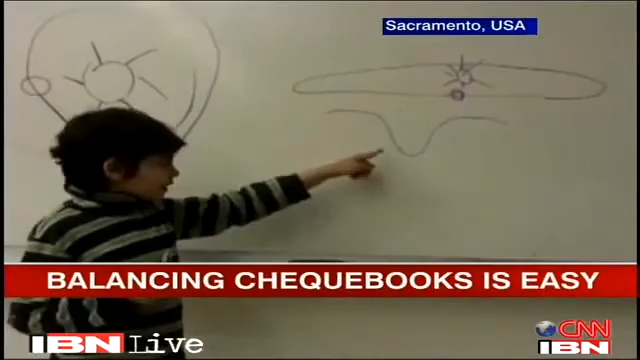 Sacramento, USA
BALANCING CHEQUEBOOKS IS EASY
IBN Live
CNN
IBN